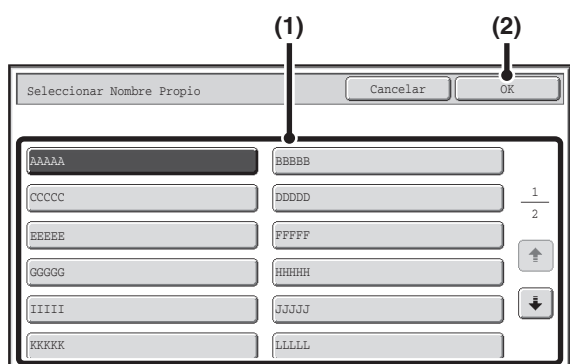 (1) (2)
Seleccionar Nombre Propio Cancelar OK
AAAAA BBBBB
CCCCC DDDDD
1
2
EEEEE FFFFF
GGGGG HHHHH
IIIII JJJJJ
KKKKK LLLLL